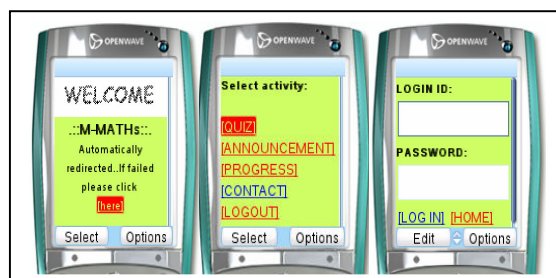 OPENWAVE
WELCOME
.::M-MATHs::.
Automatically
redirected..If failed
please click
[here]
Select Options
OPENWAVE
Select activity:
[QUIZ]
[ANNOUNCEMENT]
[PROGRESS]
[CONTACT]
[LOGOUT]
Select Options
OPENWAVE
LOGIN ID:
PASSWORD:
[LOG IN] [HOME]
Edit Options